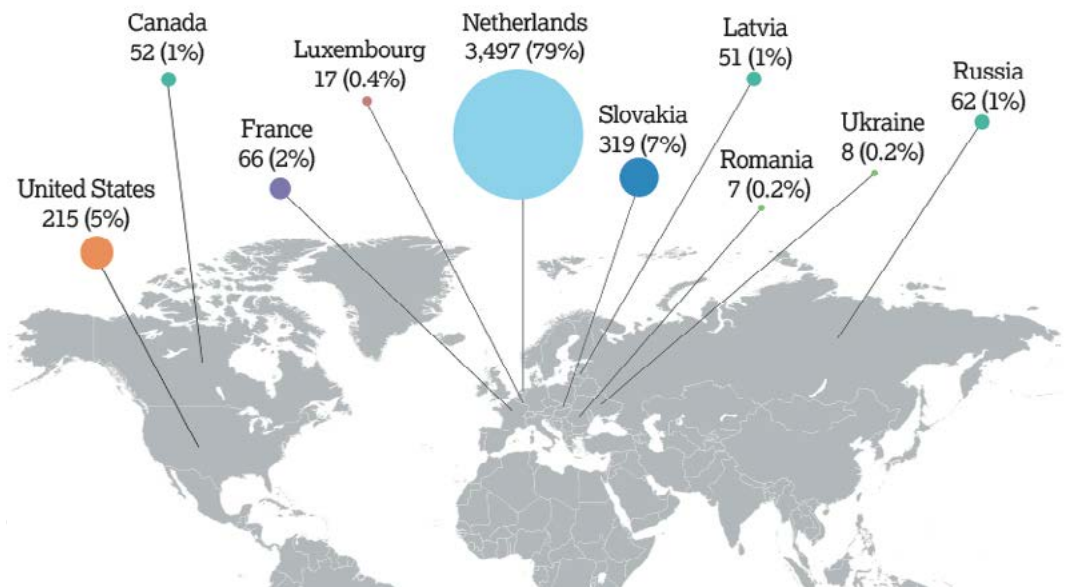 Canada
52 (1%)
Luxembourg
17 (0.4%)
Netherlands
3,497 (79%)
Latvia
51 (1%)
Russia
62 (1%)
France
66 (2%)
Slovakia
319 (7%)
Ukraine
8 (0.2%)
Romania
7 (0.2%)
United States
215 (5%)